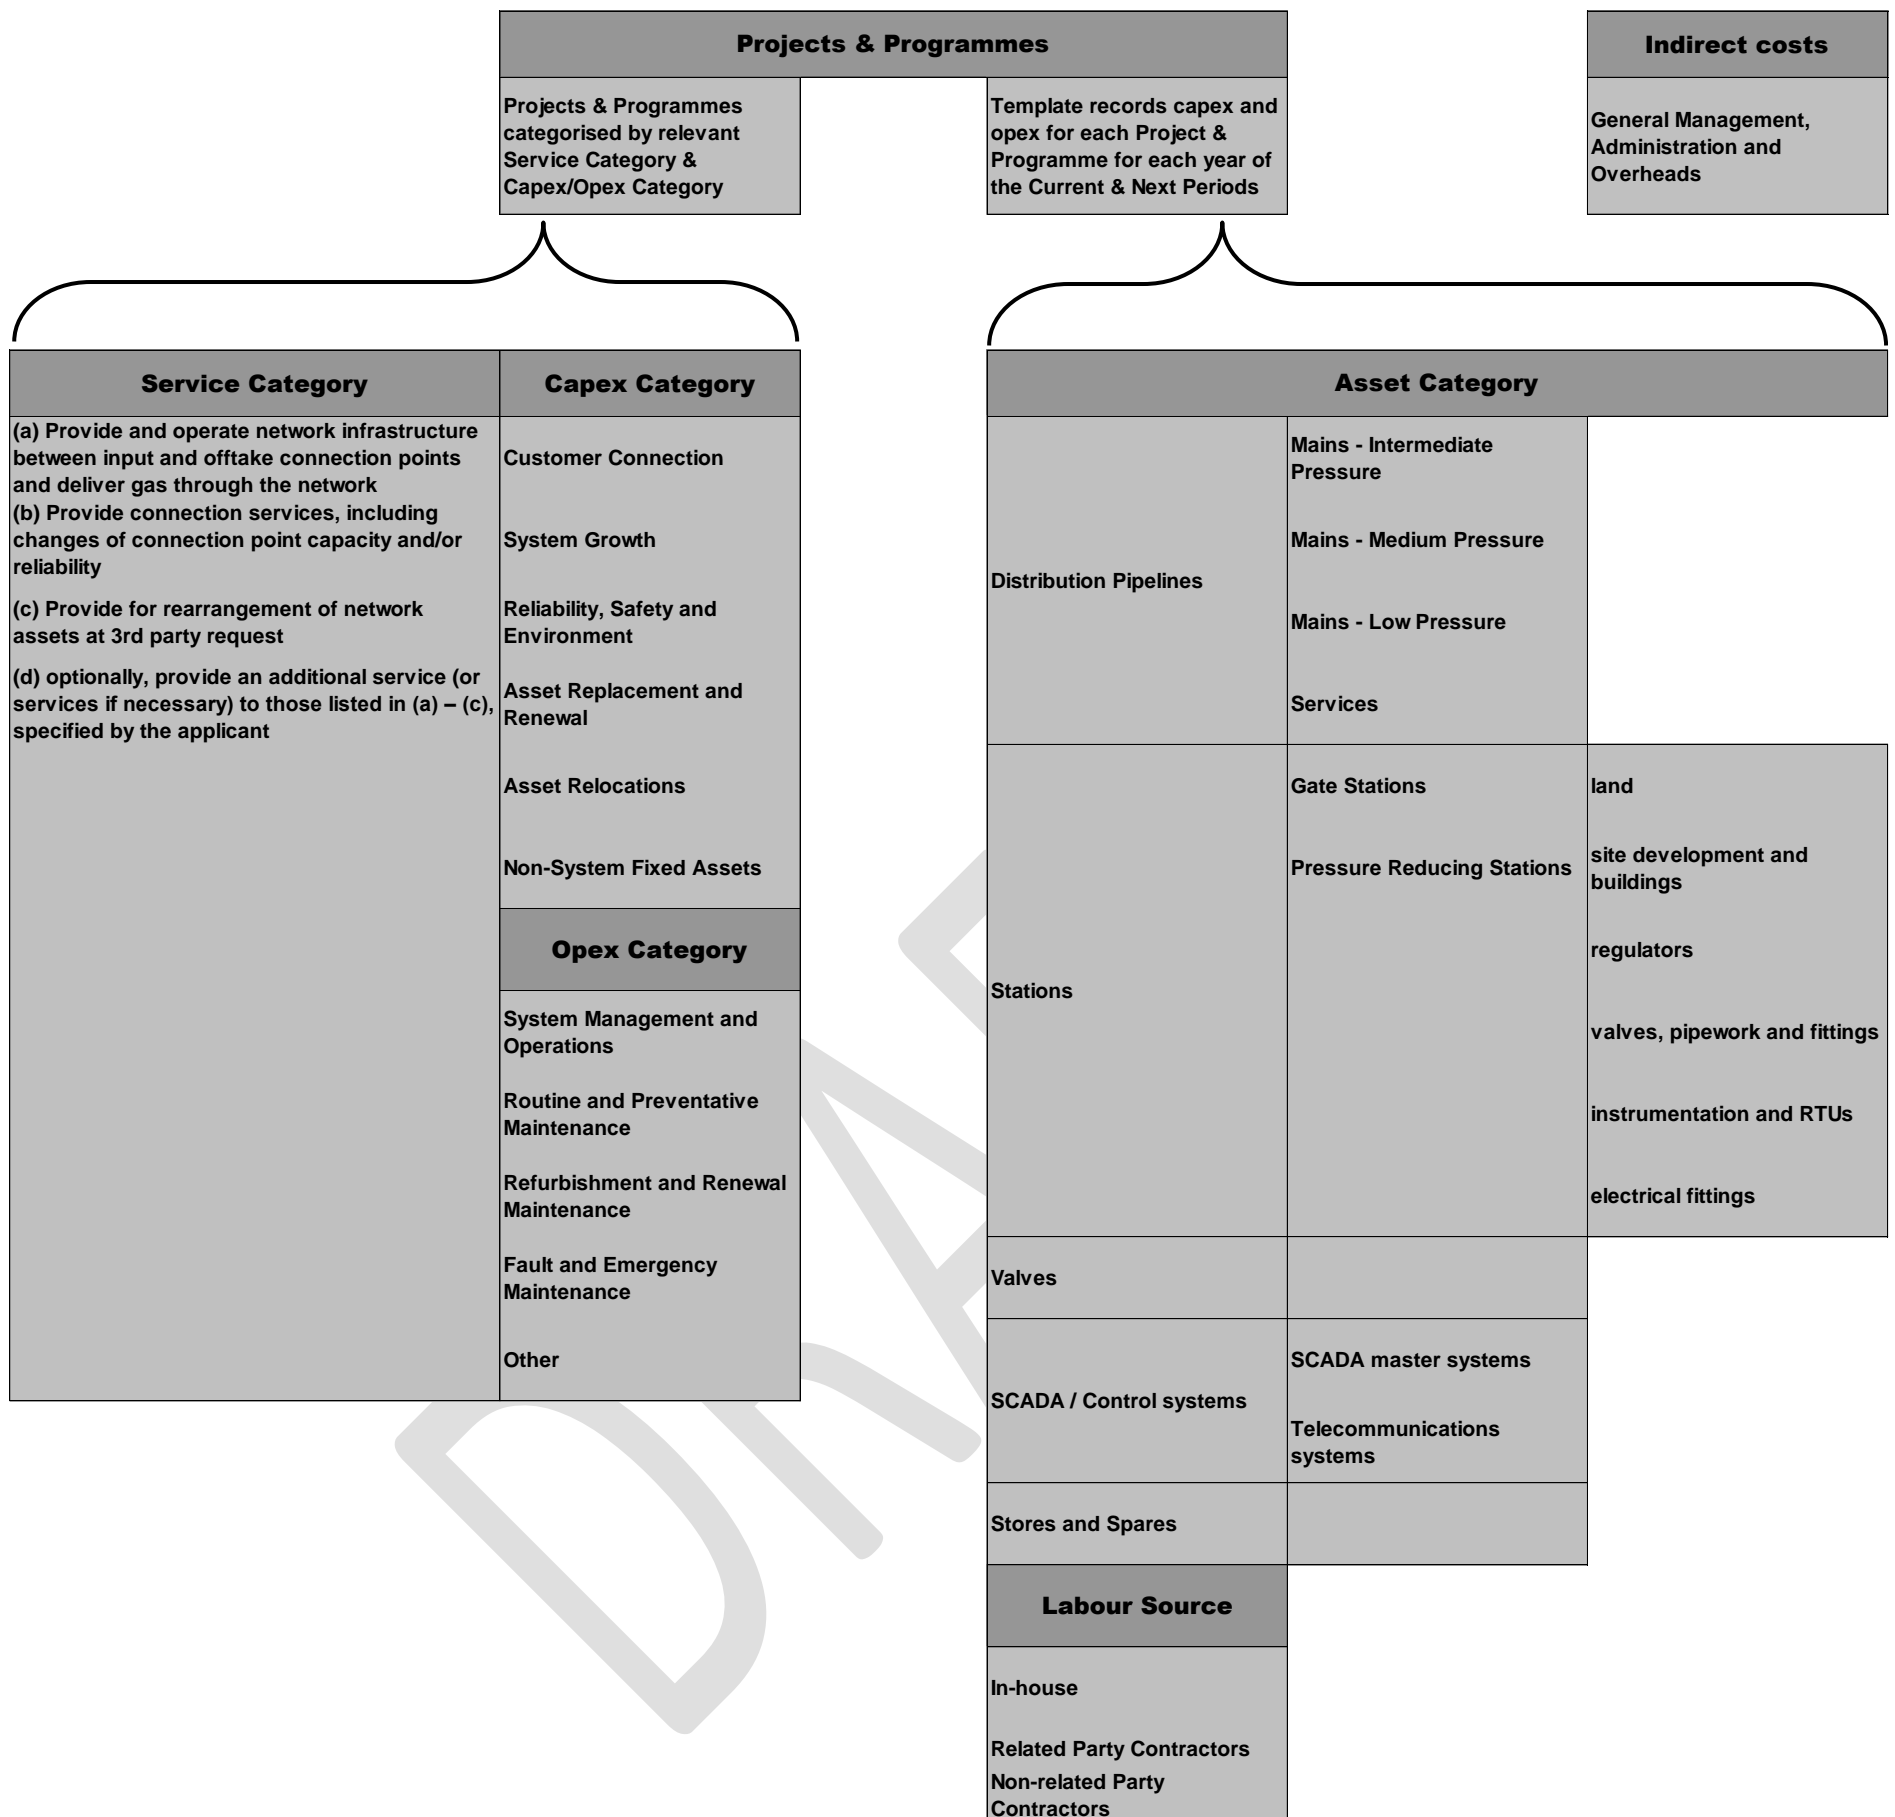 Projects & Programmes
Indirect costs
Projects & Programmes
categorised by relevant
Service Category &
Capex/Opex Category
Template records capex and
opex for each Project &
Programme for each year of
the Current & Next Periods
General Management,
Administration and
Overheads
Service Category
(a) Provide and operate network infrastructure
between input and offtake connection points
and deliver gas through the network
(b) Provide connection services, including
changes of connection point capacity and/or
reliability
(c) Provide for rearrangement of network
assets at 3rd party request
(d) optionally, provide an additional service (or
services if necessary) to those listed in (a) – (c),
specified by the applicant
Capex Category
Customer Connection
System Growth
Reliability, Safety and
Environment
Asset Replacement and
Renewal
Asset Relocations
Non-System Fixed Assets
Opex Category
System Management and
Operations
Routine and Preventative
Maintenance
Refurbishment and Renewal
Maintenance
Fault and Emergency
Maintenance
Other
Asset Category
Distribution Pipelines
Mains - Intermediate
Pressure
Mains - Medium Pressure
Mains - Low Pressure
Services
Stations
Gate Stations
Pressure Reducing Stations
land
site development and
buildings
regulators
valves, pipework and fittings
instrumentation and RTUs
electrical fittings
Valves
SCADA / Control systems
SCADA master systems
Telecommunications
systems
Stores and Spares
Labour Source
In-house
Related Party Contractors
Non-related Party
Contractors